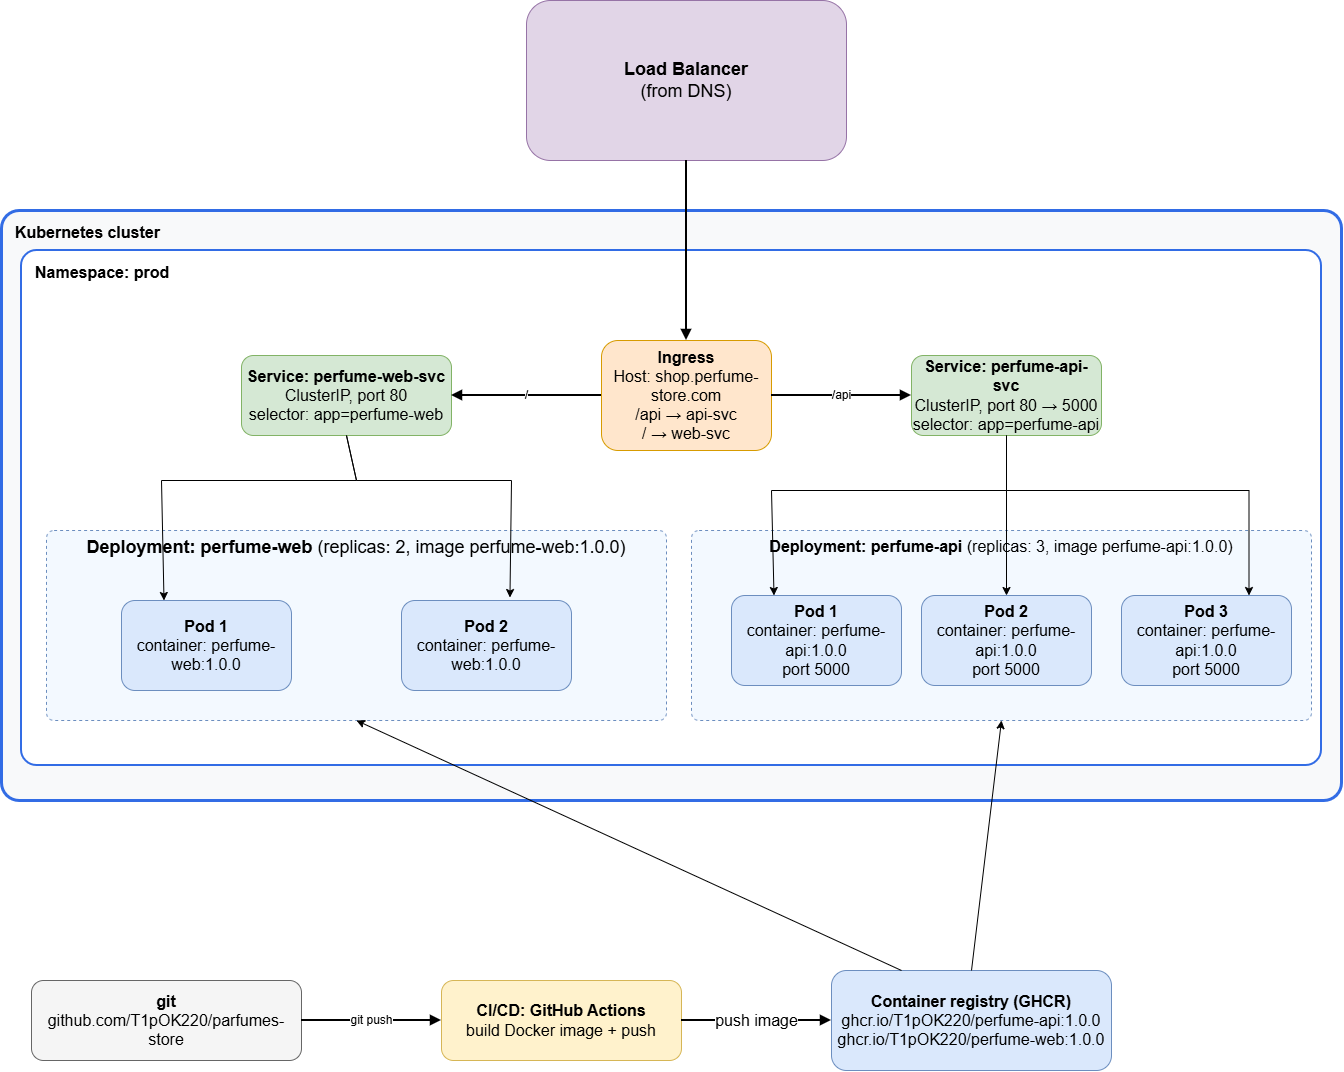 Load Balancer
(from DNS)
Kubernetes cluster
Namespace: prod
Service: perfume-web-svc
ClusterIP, port 80
selector: app=perfume-web
/
Ingress
Host: shop.perfume-
store.com
/api → api-svc
/ → web-svc
/api
Service: perfume-api-
svc
ClusterIP, port 80 → 5000
selector: app=perfume-api
Deployment: perfume-web (replicas: 2, image perfume-web:1.0.0)
Pod 1
container: perfume-
web:1.0.0
Pod 2
container: perfume-
web:1.0.0
Deployment: perfume-api (replicas: 3, image perfume-api:1.0.0)
Pod 1
container: perfume-
api:1.0.0
port 5000
Pod 2
container: perfume-
api:1.0.0
port 5000
Pod 3
container: perfume-
api:1.0.0
port 5000
git
github.com/T1pOK220/parfumes-
store
git push
CI/CD: GitHub Actions
build Docker image + push
push image
Container registry (GHCR)
ghcr.io/T1pOK220/perfume-api:1.0.0
ghcr.io/T1pOK220/perfume-web:1.0.0